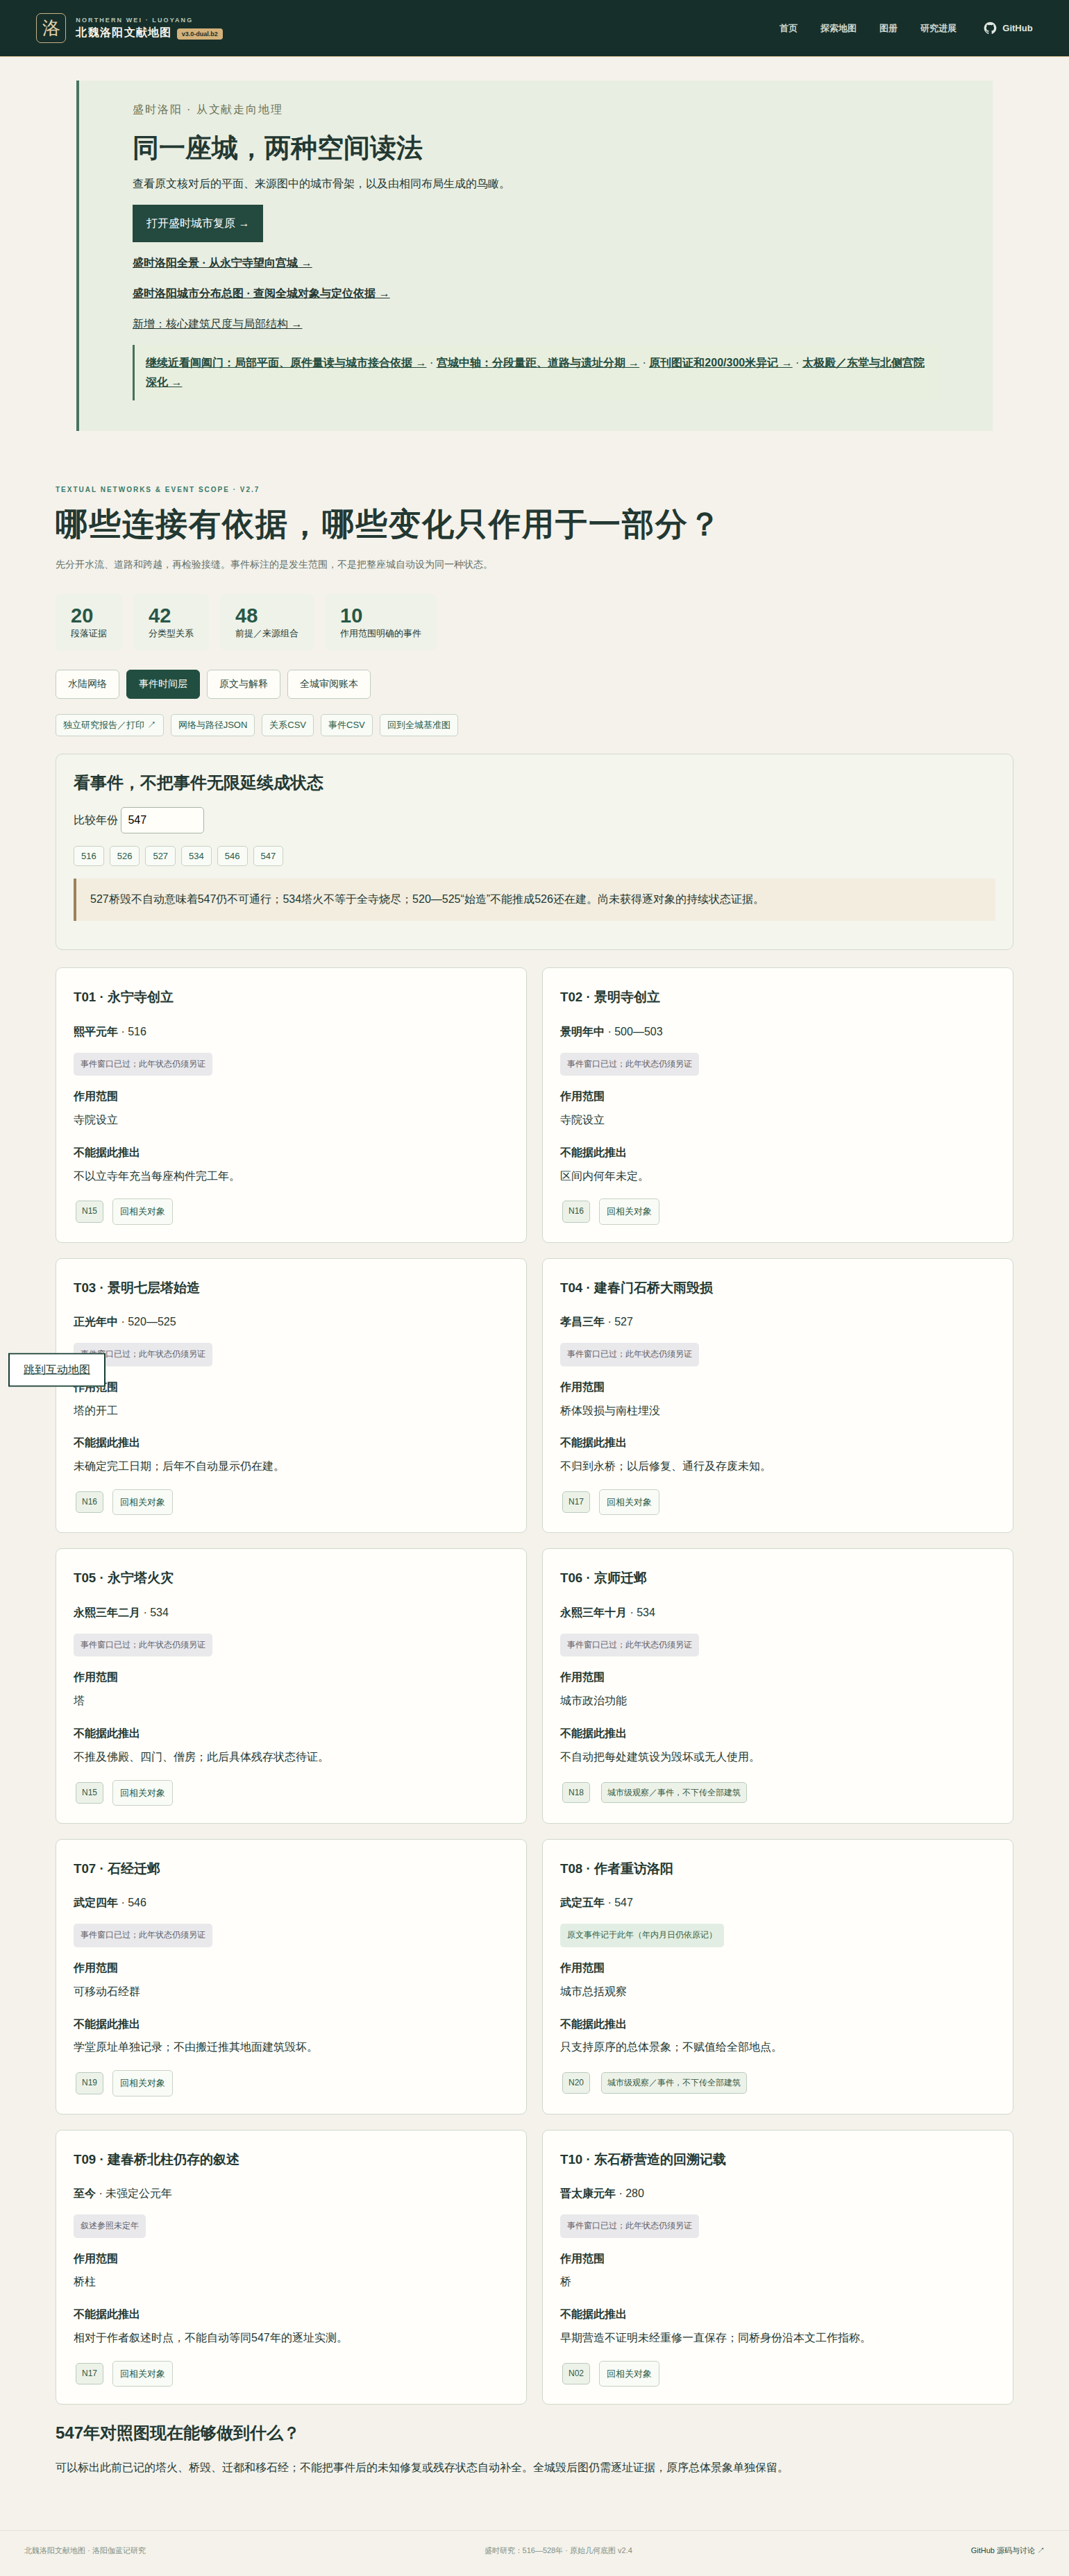 洛
NORTHERN WEI · LUOYANG
北魏洛阳文献地图 v3.0-dual.b2
首页 探索地图 图册 研究进展 GitHub
盛时洛阳 · 从文献走向地理
同一座城，两种空间读法
查看原文核对后的平面、来源图中的城市骨架，以及由相同布局生成的鸟瞰。
打开盛时城市复原 →
盛时洛阳全景 · 从永宁寺望向宫城 →
盛时洛阳城市分布总图 · 查阅全城对象与定位依据 →
新增：核心建筑尺度与局部结构 →
继续近看阊阖门：局部平面、原件量读与城市接合依据 → · 宫城中轴：分段量距、道路与遗址分期 → · 原刊图证和200/300米异记 → · 太极殿／东堂与北侧宫院
深化 →
TEXTUAL NETWORKS & EVENT SCOPE · V2.7
哪些连接有依据，哪些变化只作用于一部分？
先分开水流、道路和跨越，再检验接缝。事件标注的是发生范围，不是把整座城自动设为同一种状态。
20 42 48 10
段落证据 分类型关系 前提／来源组合 作用范围明确的事件
水陆网络 事件时间层 原文与解释 全城审阅账本
独立研究报告／打印 ↗ 网络与路径JSON 关系CSV 事件CSV 回到全城基准图
看事件，不把事件无限延续成状态
比较年份 547
516 526 527 534 546 547
527桥毁不自动意味着547仍不可通行；534塔火不等于全寺烧尽；520—525“始造”不能推成526还在建。尚未获得逐对象的持续状态证据。
T01 · 永宁寺创立
熙平元年 · 516
事件窗口已过；此年状态仍须另证
作用范围
寺院设立
不能据此推出
不以立寺年充当每座构件完工年。
N15 回相关对象
T02 · 景明寺创立
景明年中 · 500—503
事件窗口已过；此年状态仍须另证
作用范围
寺院设立
不能据此推出
区间内何年未定。
N16 回相关对象
T03 · 景明七层塔始造
正光年中 · 520—525
事件窗口已过；此年状态仍须另证
跳到互动地图
作用范围
塔的开工
不能据此推出
未确定完工日期；后年不自动显示仍在建。
N16 回相关对象
T04 · 建春门石桥大雨毁损
孝昌三年 · 527
事件窗口已过；此年状态仍须另证
作用范围
桥体毁损与南柱埋没
不能据此推出
不归到永桥；以后修复、通行及存废未知。
N17 回相关对象
T05 · 永宁塔火灾
永熙三年二月 · 534
事件窗口已过；此年状态仍须另证
作用范围
塔
不能据此推出
不推及佛殿、四门、僧房；此后具体残存状态待证。
N15 回相关对象
T06 · 京师迁邺
永熙三年十月 · 534
事件窗口已过；此年状态仍须另证
作用范围
城市政治功能
不能据此推出
不自动把每处建筑设为毁坏或无人使用。
N18 城市级观察／事件，不下传全部建筑
T07 · 石经迁邺
武定四年 · 546
事件窗口已过；此年状态仍须另证
作用范围
可移动石经群
不能据此推出
学堂原址单独记录；不由搬迁推其地面建筑毁坏。
N19 回相关对象
T08 · 作者重访洛阳
武定五年 · 547
原文事件记于此年（年内月日仍依原记）
作用范围
城市总括观察
不能据此推出
只支持原序的总体景象；不赋值给全部地点。
N20 城市级观察／事件，不下传全部建筑
T09 · 建春桥北柱仍存的叙述
至今 · 未强定公元年
叙述参照未定年
作用范围
桥柱
不能据此推出
相对于作者叙述时点，不能自动等同547年的逐址实测。
N17 回相关对象
T10 · 东石桥营造的回溯记载
晋太康元年 · 280
事件窗口已过；此年状态仍须另证
作用范围
桥
不能据此推出
早期营造不证明未经重修一直保存；同桥身份沿本文工作指称。
N02 回相关对象
547年对照图现在能够做到什么？
可以标出此前已记的塔火、桥毁、迁都和移石经；不能把事件后的未知修复或残存状态自动补全。全城毁后图仍需逐址证据，原序总体景象单独保留。
北魏洛阳文献地图 · 洛阳伽蓝记研究 盛时研究：516—528年 · 原始几何底图 v2.4 GitHub 源码与讨论 ↗